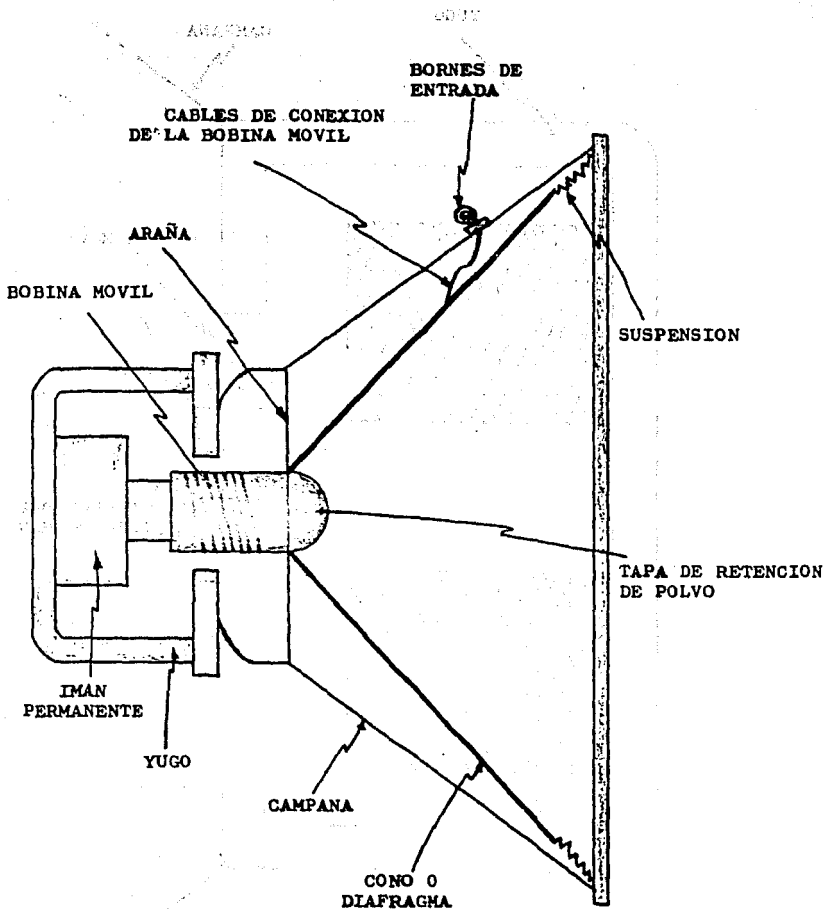 BORNES DE
ENTRADA
CABLES DE CONEXION
DE LA BOBINA MOVIL
ARAÑA
BOBINA MOVIL
SUSPENSION
TAPA DE RETENCION
DE POLVO
IMAN
PERMANENTE
YUGO
CAMPANA
CONO O
DIAFRAGMA